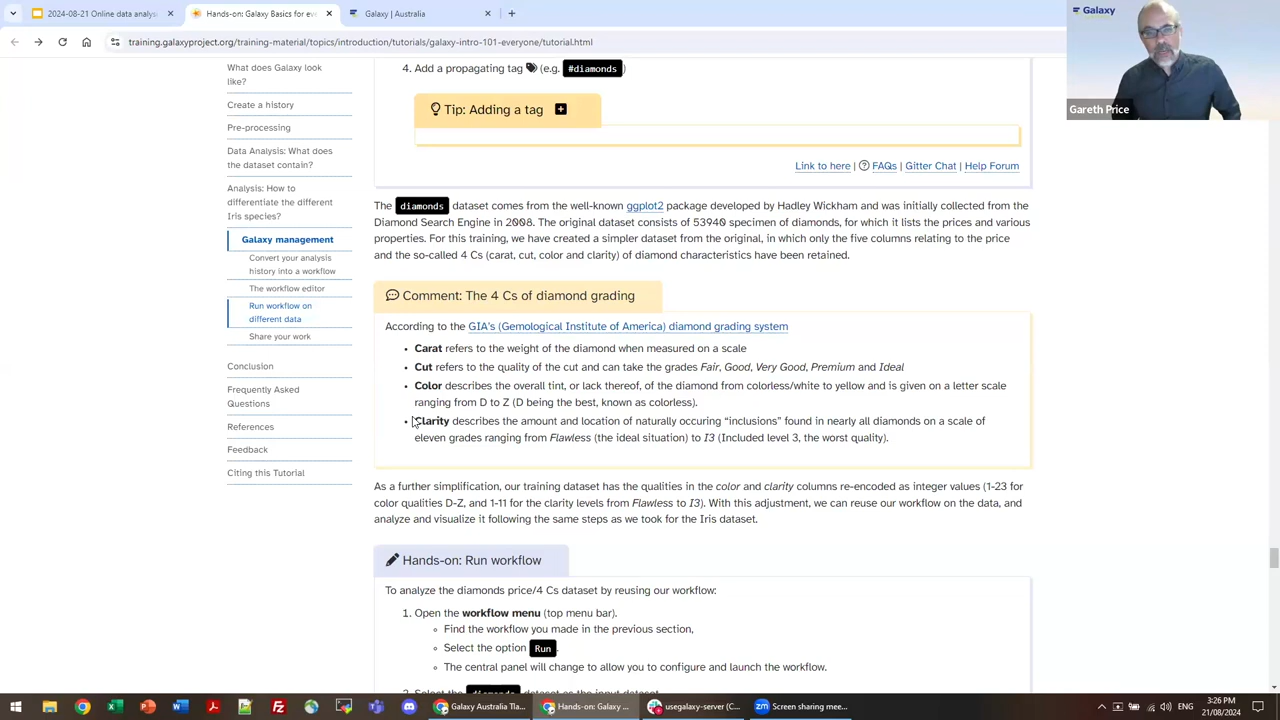 2024-08-21 Online data analys
Hands-on: Galaxy Basics for ev
Galaxy | Australia
training.galaxyproject.org/training-material/topics/introduction/tutorials/galaxy-intro-101-everyone/tutorial.html
Galaxy
Gareth Price
What does Galaxy look
like?
Create a history
Pre-processing
Data Analysis: What does
the dataset contain?
Analysis: How to
differentiate the different
Iris species?
Galaxy management
Convert your analysis
history into a workflow
The workflow editor
Run workflow on
different data
Share your work
Conclusion
Frequently Asked
Questions
References
Feedback
Citing this Tutorial
4. Add a propagating tag (e.g. #diamonds)
Tip: Adding a tag
Link to here | FAQs | Gitter Chat | Help Forum
The diamonds dataset comes from the well-known ggplot2 package developed by Hadley Wickham and was initially collected from the
Diamond Search Engine in 2008. The original dataset consists of 53940 specimen of diamonds, for which it lists the prices and various
properties. For this training, we have created a simpler dataset from the original, in which only the five columns relating to the price
and the so-called 4 Cs (carat, cut, color and clarity) of diamond characteristics have been retained.
Comment: The 4 Cs of diamond grading
According to the GIA's (Gemological Institute of America) diamond grading system
• Carat refers to the weight of the diamond when measured on a scale
• Cut refers to the quality of the cut and can take the grades Fair, Good, Very Good, Premium and Ideal
• Color describes the overall tint, or lack thereof, of the diamond from colorless/white to yellow and is given on a letter scale
ranging from D to Z (D being the best, known as colorless).
• Clarity describes the amount and location of naturally occuring “inclusions” found in nearly all diamonds on a scale of
eleven grades ranging from Flawless (the ideal situation) to I3 (Included level 3, the worst quality).
As a further simplification, our training dataset has the qualities in the color and clarity columns re-encoded as integer values (1-23 for
color qualities D-Z, and 1-11 for the clarity levels from Flawless to I3). With this adjustment, we can reuse our workflow on the data, and
analyze and visualize it following the same steps as we took for the Iris dataset.
Hands-on: Run workflow
To analyze the diamonds price/4 Cs dataset by reusing our workflow:
1. Open the workflow menu (top menu bar).
Find the workflow you made in the previous section,
Select the option Run.
The central panel will change to allow you to configure and launch the workflow.
2. Select the diamonds dataset as the input dataset
Galaxy Australia Tla...
Hands-on: Galaxy ...
usegalaxy-server (C...
Screen sharing mee...
ENG
3:26 PM
21/08/2024